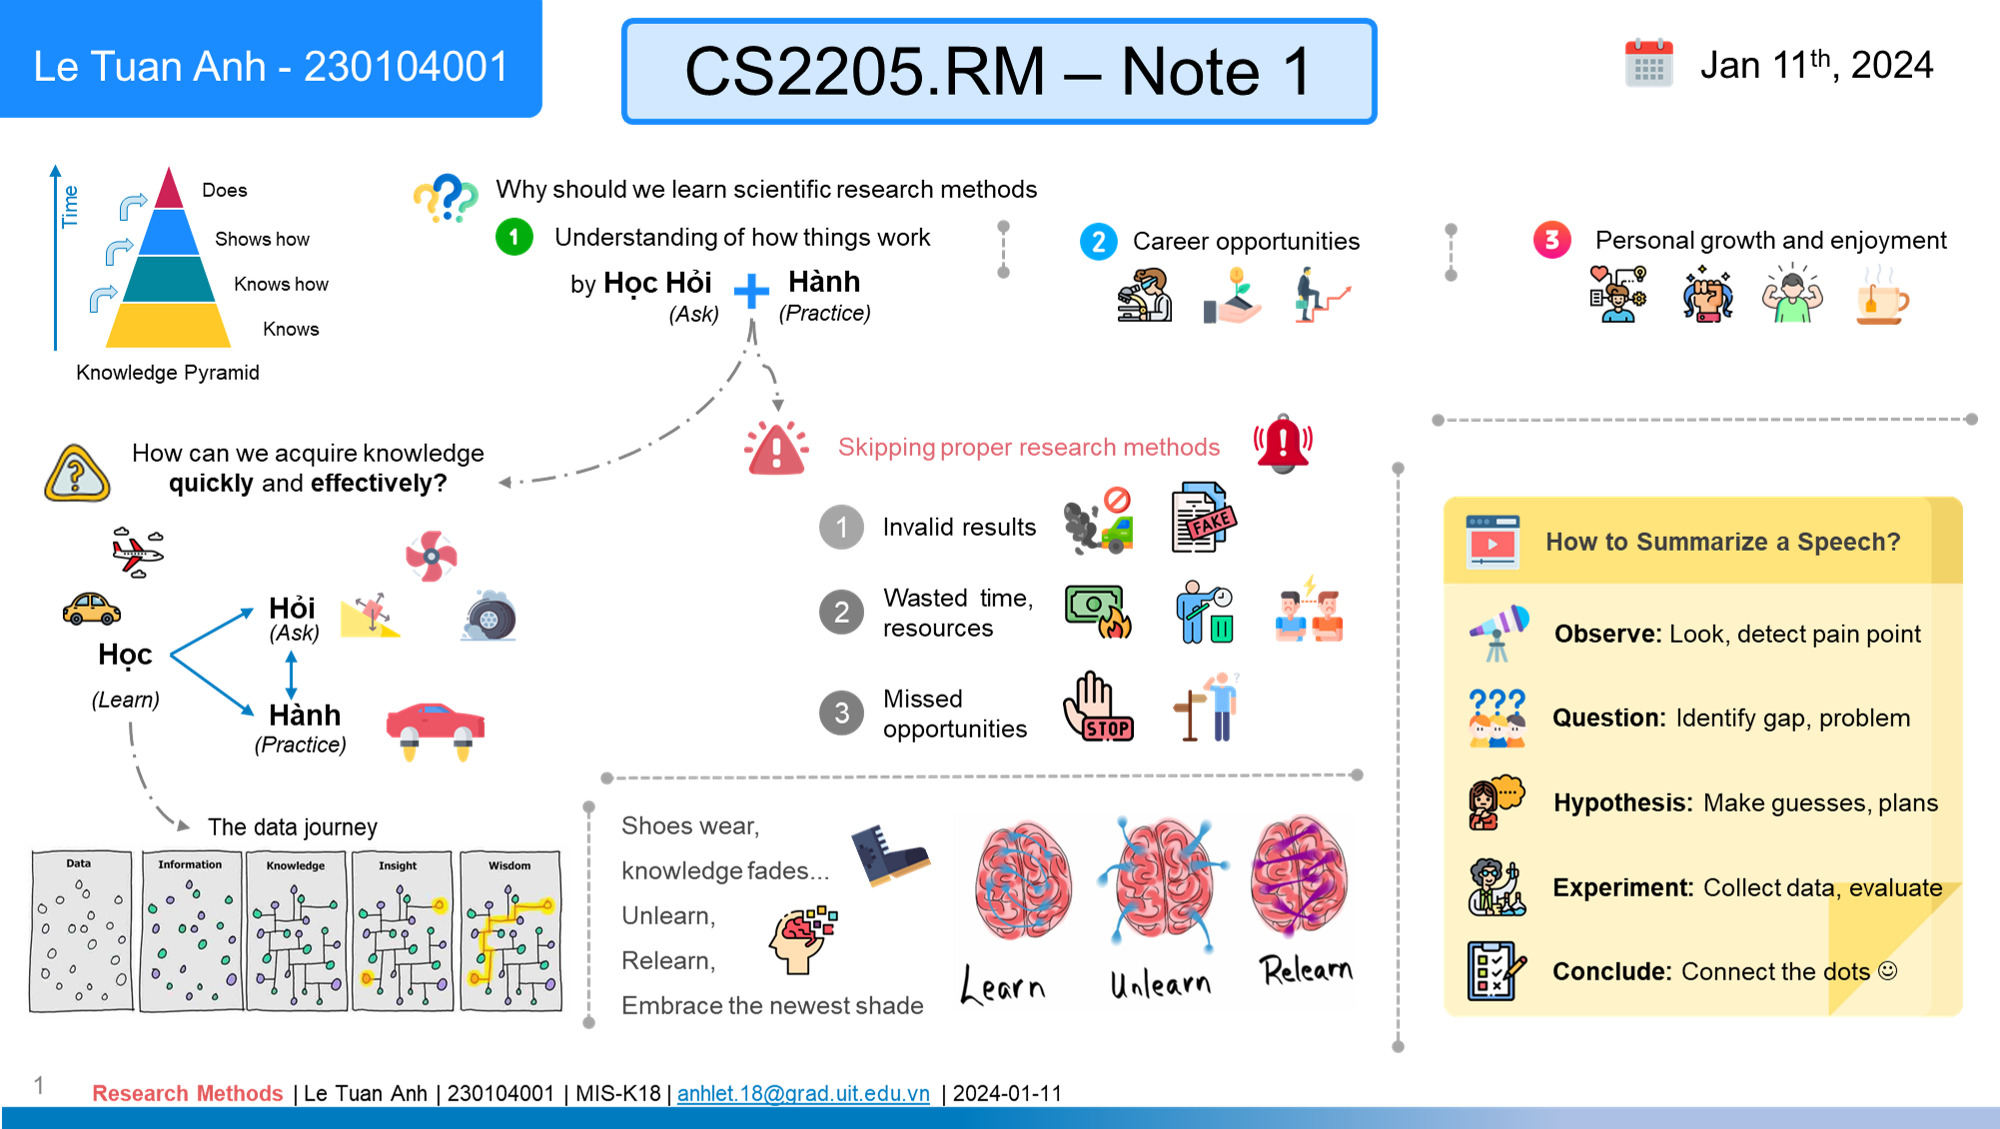 Le Tuan Anh - 230104001
CS2205.RM – Note 1
Jan 11th, 2024
Time
Does
Shows how
Knows how
Knows
Knowledge Pyramid
Why should we learn scientific research methods
1 Understanding of how things work
by Học Hỏi + Hành
(Ask) (Practice)
2 Career opportunities
3 Personal growth and enjoyment
How can we acquire knowledge
quickly and effectively?
Học
(Learn)
Hỏi
(Ask)
Hành
(Practice)
Skipping proper research methods
1 Invalid results
FAKE
2 Wasted time,
resources
3 Missed
opportunities
STOP
How to Summarize a Speech?
Observe: Look, detect pain point
Question: Identify gap, problem
Hypothesis: Make guesses, plans
Experiment: Collect data, evaluate
Conclude: Connect the dots ☺
The data journey
Data
Information
Knowledge
Insight
Wisdom
Shoes wear,
knowledge fades...
Unlearn,
Relearn,
Embrace the newest shade
Learn
Unlearn
Relearn
1
Research Methods | Le Tuan Anh | 230104001 | MIS-K18 | anhlet.18@grad.uit.edu.vn | 2024-01-11